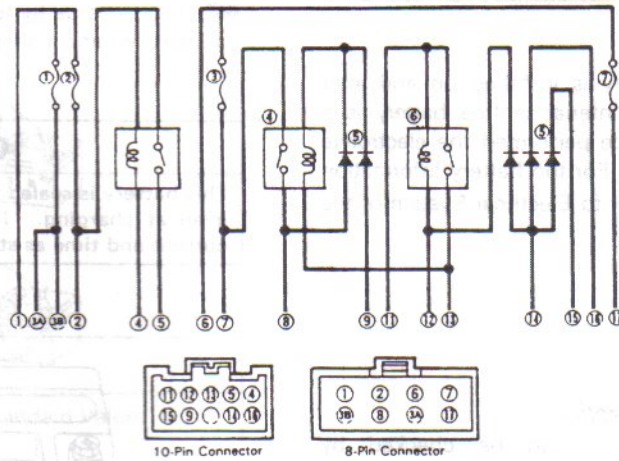 ① ② ③ ⑦
④ ⑤ ⑥ ⑤
① 3A 3B ② ④ ⑤ ⑥ ⑦ ⑧ ⑨ ⑪ ⑫ ⑬ ⑭ ⑮ ⑯ ⑰
⑪ ⑫ ⑬ ⑤ ④
⑮ ⑨ ⑭ ⑯
10-Pin Connector
① ② ⑥ ⑦
3B ⑧ 3A ⑰
8-Pin Connector